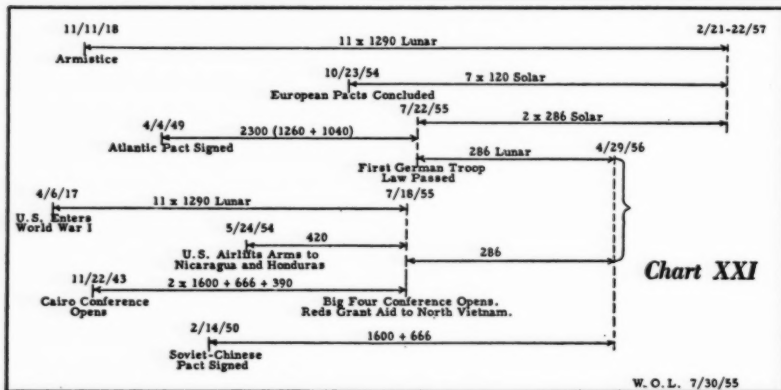 11/11/18 2/21-22/57
11 x 1290 Lunar
Armistice
10/23/54 7 x 120 Solar
European Pacts Concluded
7/22/55
4/4/49 2 x 286 Solar
2300 (1260 + 1040)
Atlantic Pact Signed
286 Lunar 4/29/56
First German Troop
Law Passed
4/6/17 7/18/55
11 x 1290 Lunar
U.S. Enters
World War I
5/24/54 420
U.S. Airlifts Arms to
Nicaragua and Honduras
286
Chart XXI
11/22/43
2 x 1600 + 666 + 390
Cairo Conference
Opens
Big Four Conference Opens.
Reds Grant Aid to North Vietnam.
2/14/50
1600 + 666
Soviet-Chinese
Pact Signed
W. O. L. 7/30/55